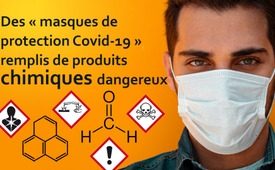 Des « masques de
protection Covid-19 »
remplis de produits
chimiques dangereux
O
C
H
H